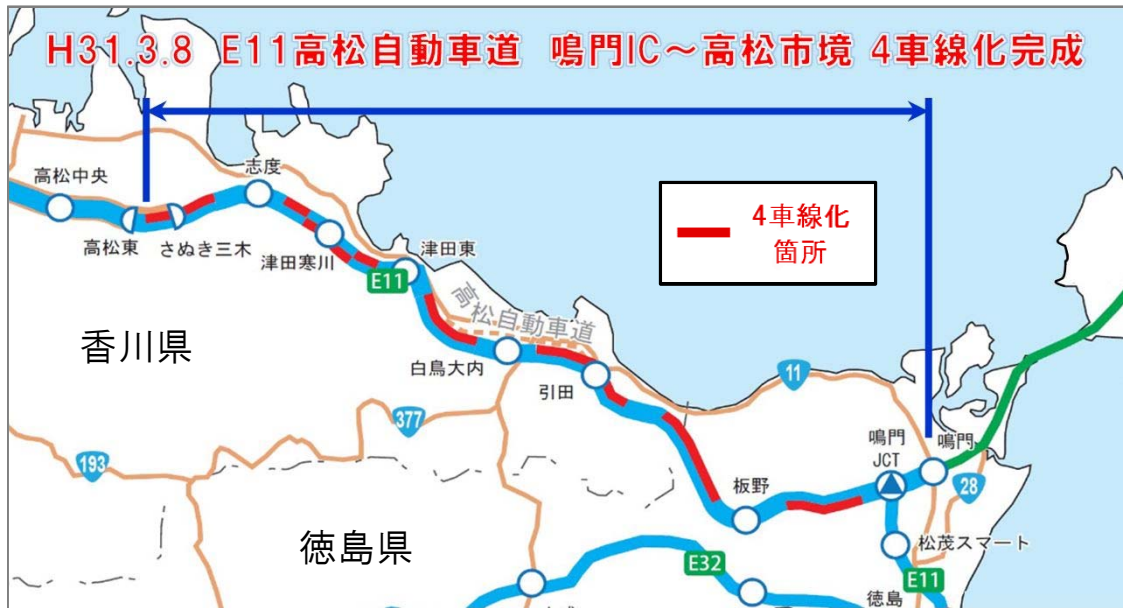 H31.3.8 E11高松自動車道 鳴門IC～高松市境 4車線化完成
志度
高松中央
4車線化
箇所
高松東
さぬき三木
津田寒川
津田東
E11
高松自動車道
香川県
白鳥大内
引田
11
377
鳴門
JCT
鳴門
193
板野
28
徳島県
松茂スマート
E32
E11
徳島